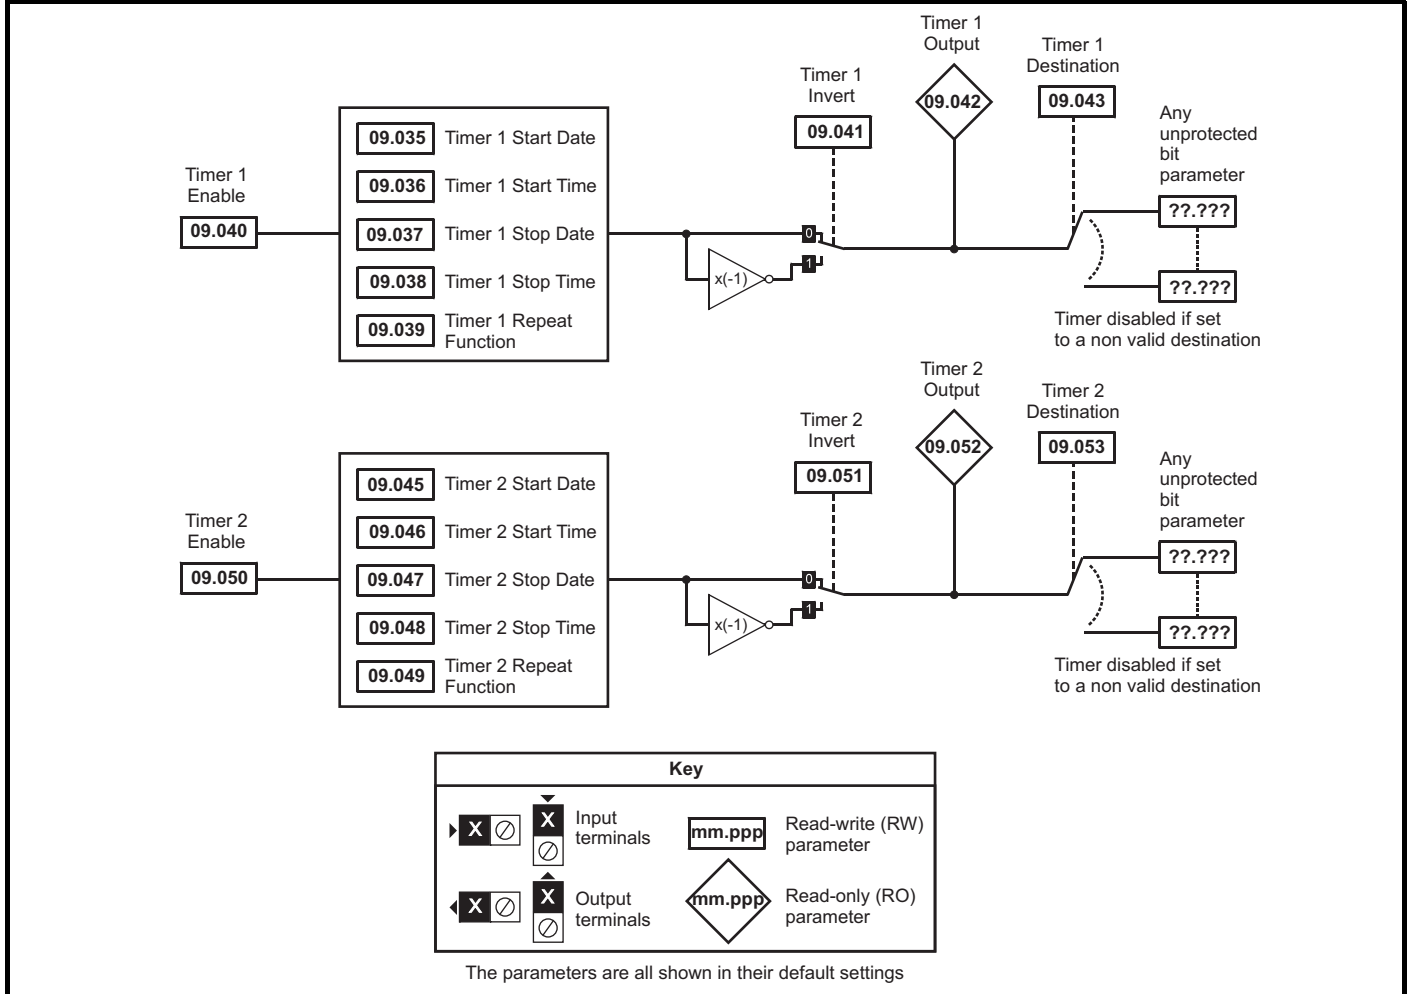 Timer 1
Output
Timer 1
Destination
Timer 1
Invert
09.042
09.043
Any
unprotected
bit
parameter
09.041
09.035 Timer 1 Start Date
Timer 1
Enable
09.036 Timer 1 Start Time
??.???
09.040
09.037 Timer 1 Stop Date
0
1
x(-1)
09.038 Timer 1 Stop Time
??.???
09.039 Timer 1 Repeat
Function
Timer disabled if set
to a non valid destination
Timer 2
Output
Timer 2
Destination
Timer 2
Invert
09.052
09.053
Any
unprotected
bit
parameter
09.051
09.045 Timer 2 Start Date
Timer 2
Enable
09.046 Timer 2 Start Time
??.???
09.050
09.047 Timer 2 Stop Date
0
1
x(-1)
09.048 Timer 2 Stop Time
??.???
09.049 Timer 2 Repeat
Function
Timer disabled if set
to a non valid destination
Key
X
X
Input
terminals
mm.ppp
Read-write (RW)
parameter
X
X
Output
terminals
mm.ppp
Read-only (RO)
parameter
The parameters are all shown in their default settings